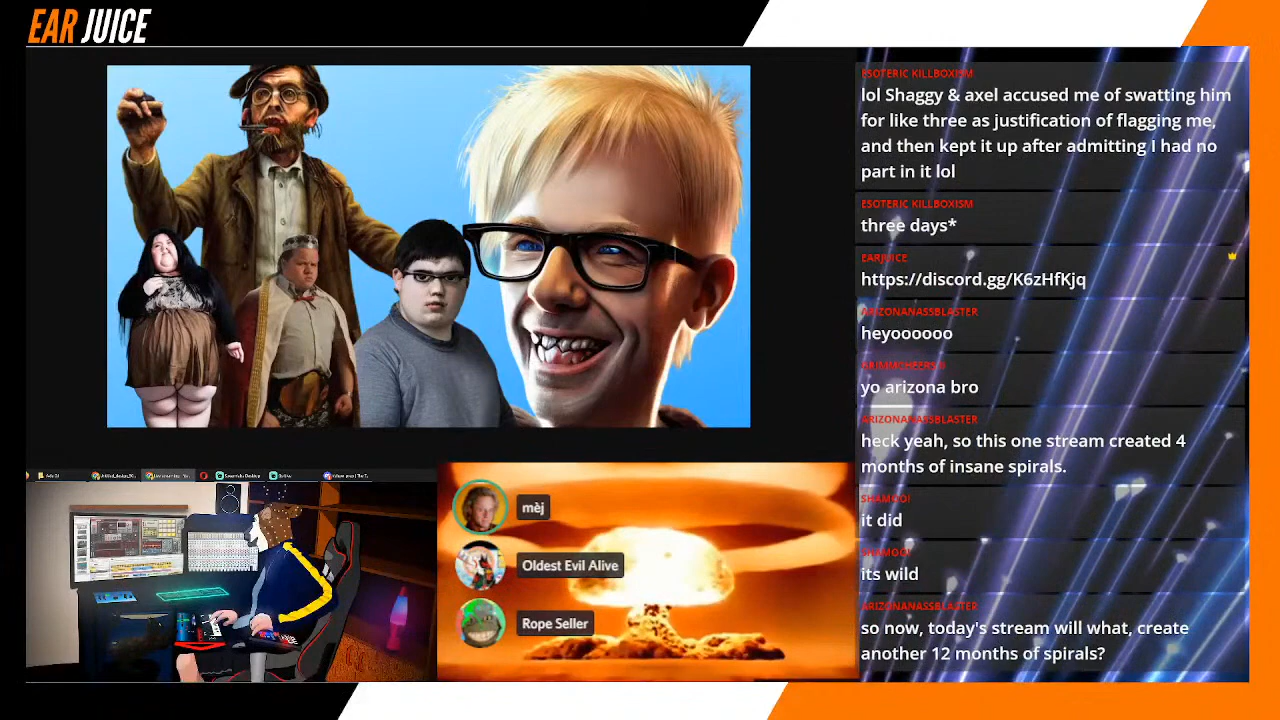 EAR JUICE
ESOTERIC KILLBOXISM
lol Shaggy & axel accused me of swatting him
for like three as justification of flagging me,
and then kept it up after admitting I had no
part in it lol
ESOTERIC KILLBOXISM
three days*
EARJUICE
https://discord.gg/K6zHfKjq
ARIZONANASSBLASTER
heyoooooo
yo arizona bro
ARIZONANASSBLASTER
heck yeah, so this one stream created 4
months of insane spirals.
SHAMOOI
it did
SHAMOOI
its wild
ARIZONANASSBLASTER
so now, today's stream will what, create
another 12 months of spirals?
mèj
Oldest Evil Alive
Rope Seller